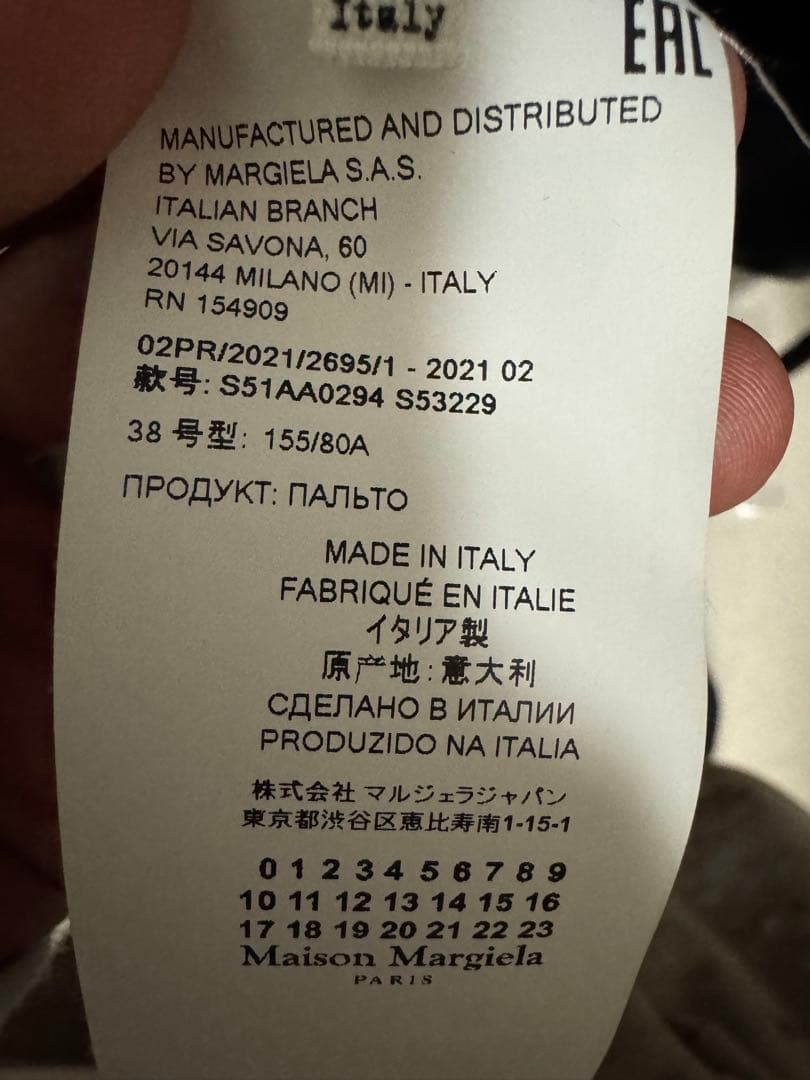 Italy
EAC
MANUFACTURED AND DISTRIBUTED
BY MARGIELA S.A.S.
ITALIAN BRANCH
VIA SAVONA, 60
20144 MILANO (MI) - ITALY
RN 154909
02PR/2021/2695/1 - 2021 02
款号: S51AA0294 S53229
38 号型: 155/80A
ПРОДУКТ: ПАЛЬТО
MADE IN ITALY
FABRIQUÉ EN ITALIE
イタリア製
原产地: 意大利
СДЕЛАНО В ИТАЛИИ
PRODUZIDO NA ITALIA
株式会社 マルジェラジャパン
東京都渋谷区恵比寿南1-15-1
0 1 2 3 4 5 6 7 8 9
10 11 12 13 14 15 16
17 18 19 20 21 22 23
Maison Margiela
PARIS